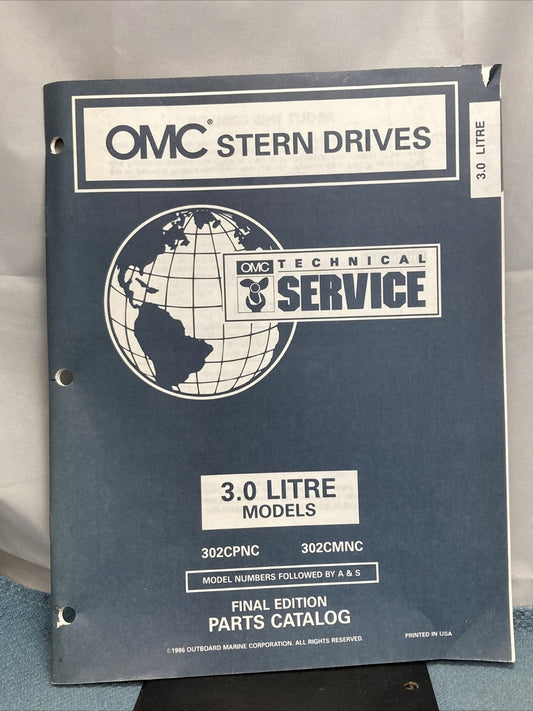 OMC® STERN DRIVES
3.0 LITRE
OMC TECHNICAL
SERVICE
3.0 LITRE
MODELS
302CPNC 302CMNC
MODEL NUMBERS FOLLOWED BY A & S
FINAL EDITION
PARTS CATALOG
©1996 OUTBOARD MARINE CORPORATION. ALL RIGHTS RESERVED.
PRINTED IN USA